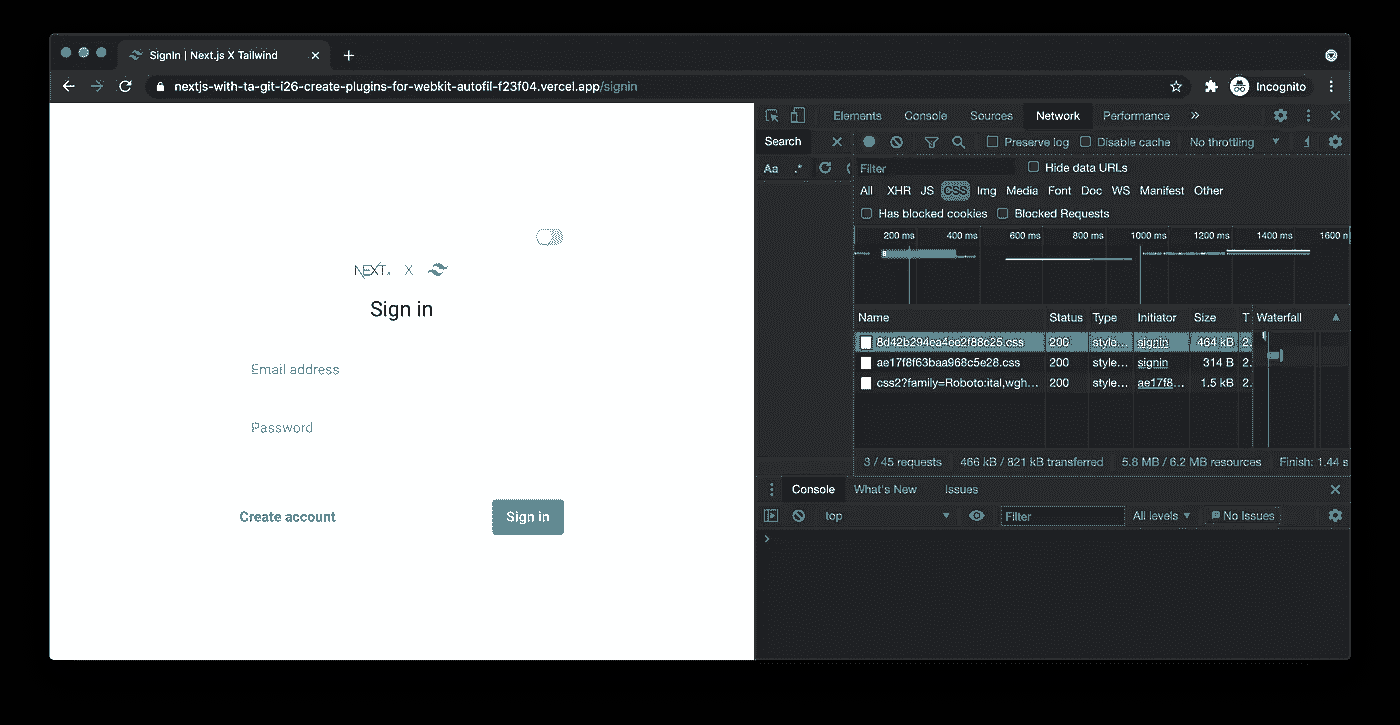 SignIn | Next.js X Tailwind
nextjs-with-ta-git-i26-create-plugins-for-webkit-autofil-f23f04.vercel.app/signin
Incognito
NEXT. X
Sign in
Email address
Password
Create account
Sign in
Elements Console Sources Network Performance »
Search
Preserve log Disable cache No throttling
Aa .*
Filter
Hide data URLs
All XHR JS CSS Img Media Font Doc WS Manifest Other
Has blocked cookies Blocked Requests
200 ms 400 ms 600 ms 800 ms 1000 ms 1200 ms 1400 ms 1600 n
Name Status Type Initiator Size T Waterfall
200 style... signin 464 kB 2.
ae17f8f63baa968c5e28.css 200 style... signin 314 B 2.
css2?family=Roboto:ital,wgh... 200 style... ae17f8... 1.5 kB 2.
3 / 45 requests 466 kB / 821 kB transferred 5.8 MB / 6.2 MB resources Finish: 1.44 s
Console What's New Issues
top Filter All levels No Issues